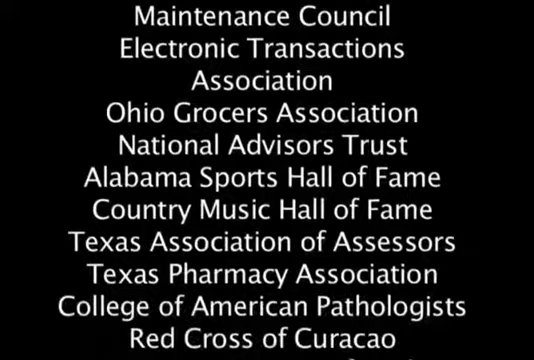 Maintenance Council
Electronic Transactions
Association
Ohio Grocers Association
National Advisors Trust
Alabama Sports Hall of Fame
Country Music Hall of Fame
Texas Association of Assessors
Texas Pharmacy Association
College of American Pathologists
Red Cross of Curacao